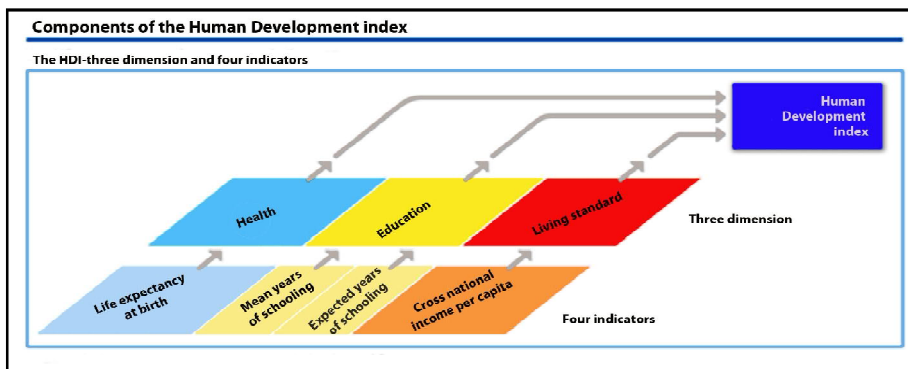 Components of the Human Development index
The HDI-three dimension and four indicators
Human
Development
index
Health
Education
Living standard
Three dimension
Life expectancy
at birth
Mean years
of schooling
Expected years
of schooling
Cross national
income per capita
Four indicators